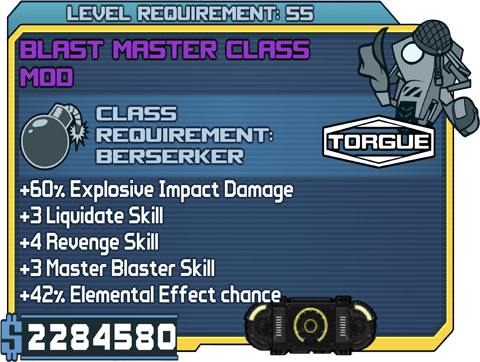 LEVEL REQUIREMENT: 55
BLAST MASTER CLASS
MOD
CLASS
REQUIREMENT:
BERSERKER
TORGUE
+60% Explosive Impact Damage
+3 Liquidate Skill
+4 Revenge Skill
+3 Master Blaster Skill
+42% Elemental Effect chance
$2284580